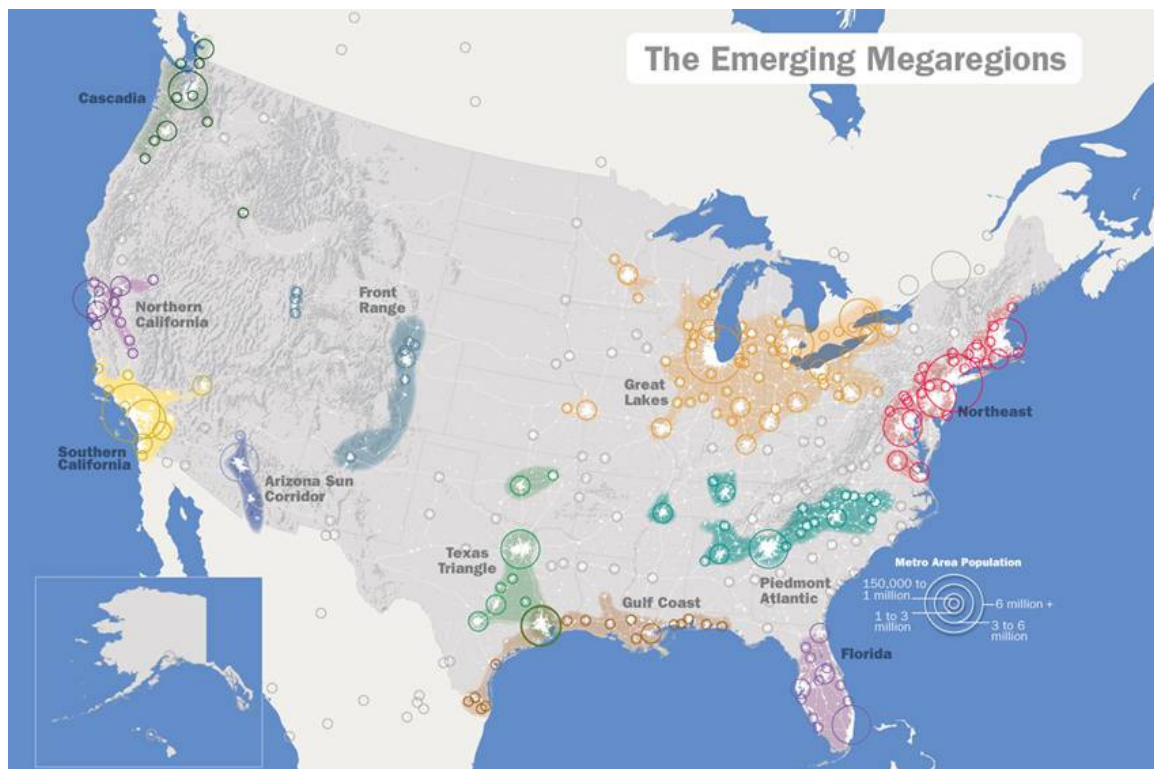 The Emerging Megaregions
Cascadia
Northern
California
Front
Range
Great
Lakes
Northeast
Southern
California
Arizona Sun
Corridor
Texas
Triangle
Gulf Coast
Piedmont
Atlantic
Florida
Metro Area Population
150,000 to
1 million
1 to 3
million
6 million +
3 to 6
million